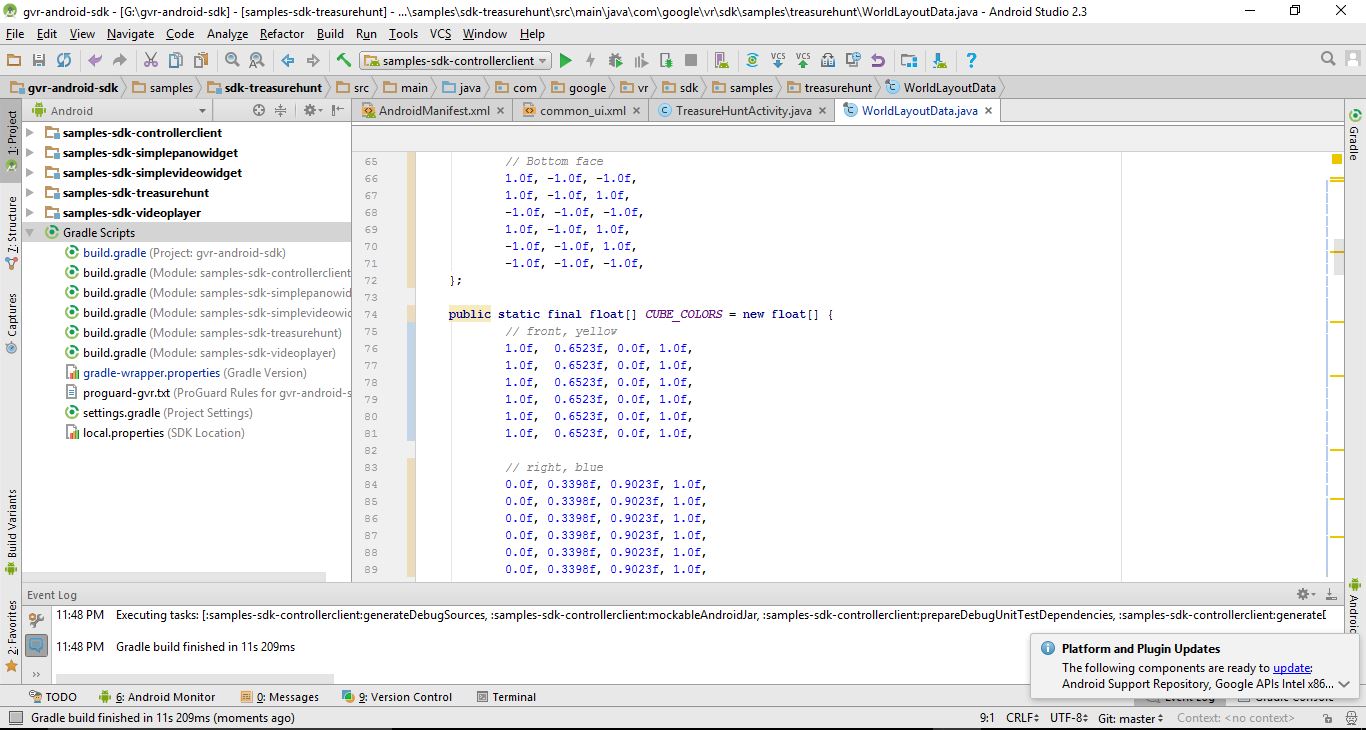 gvr-android-sdk - [G:\gvr-android-sdk] - [samples-sdk-treasurehunt] - ...\samples\sdk-treasurehunt\src\main\java\com\google\vr\sdk\samples\treasurehunt\WorldLayoutData.java - Android Studio 2.3
File Edit View Navigate Code Analyze Refactor Build Run Tools VCS Window Help
samples-sdk-controllerclient VCS VCS ?
gvr-android-sdk samples sdk-treasurehunt src main java com google vr sdk samples treasurehunt WorldLayoutData
1: Project
7: Structure
Captures
Build Variants
2: Favorites
Android
samples-sdk-controllerclient
samples-sdk-simplepanowidget
samples-sdk-simplevideowidget
samples-sdk-treasurehunt
samples-sdk-videoplayer
Gradle Scripts
build.gradle (Project: gvr-android-sdk)
build.gradle (Module: samples-sdk-controllerclient
build.gradle (Module: samples-sdk-simplepanowid
build.gradle (Module: samples-sdk-simplevideowid
build.gradle (Module: samples-sdk-treasurehunt)
build.gradle (Module: samples-sdk-videoplayer)
gradle-wrapper.properties (Gradle Version)
proguard-gvr.txt (ProGuard Rules for gvr-android-s
settings.gradle (Project Settings)
local.properties (SDK Location)
AndroidManifest.xml common_ui.xml TreasureHuntActivity.java WorldLayoutData.java
65 // Bottom face
66 1.0f, -1.0f, -1.0f,
67 1.0f, -1.0f, 1.0f,
68 -1.0f, -1.0f, -1.0f,
69 1.0f, -1.0f, 1.0f,
70 -1.0f, -1.0f, 1.0f,
71 -1.0f, -1.0f, -1.0f,
72 };
73
74 public static final float[] CUBE_COLORS = new float[] {
75 // front, yellow
76 1.0f, 0.6523f, 0.0f, 1.0f,
77 1.0f, 0.6523f, 0.0f, 1.0f,
78 1.0f, 0.6523f, 0.0f, 1.0f,
79 1.0f, 0.6523f, 0.0f, 1.0f,
80 1.0f, 0.6523f, 0.0f, 1.0f,
81 1.0f, 0.6523f, 0.0f, 1.0f,
82
83 // right, blue
84 0.0f, 0.3398f, 0.9023f, 1.0f,
85 0.0f, 0.3398f, 0.9023f, 1.0f,
86 0.0f, 0.3398f, 0.9023f, 1.0f,
87 0.0f, 0.3398f, 0.9023f, 1.0f,
88 0.0f, 0.3398f, 0.9023f, 1.0f,
89 0.0f, 0.3398f, 0.9023f, 1.0f,
Gradle
Event Log
11:48 PM Executing tasks: [:samples-sdk-controllerclient:generateDebugSources, :samples-sdk-controllerclient:mockableAndroidJar, :samples-sdk-controllerclient:prepareDebugUnitTestDependencies, :samples-sdk-controllerclient:generateD
11:48 PM Gradle build finished in 11s 209ms
Platform and Plugin Updates
The following components are ready to update:
Android Support Repository, Google APIs Intel x86...
TODO 6: Android Monitor 0: Messages 9: Version Control Terminal
Gradle build finished in 11s 209ms (moments ago)
9:1 CRLF UTF-8 Git: master Context: <no context>